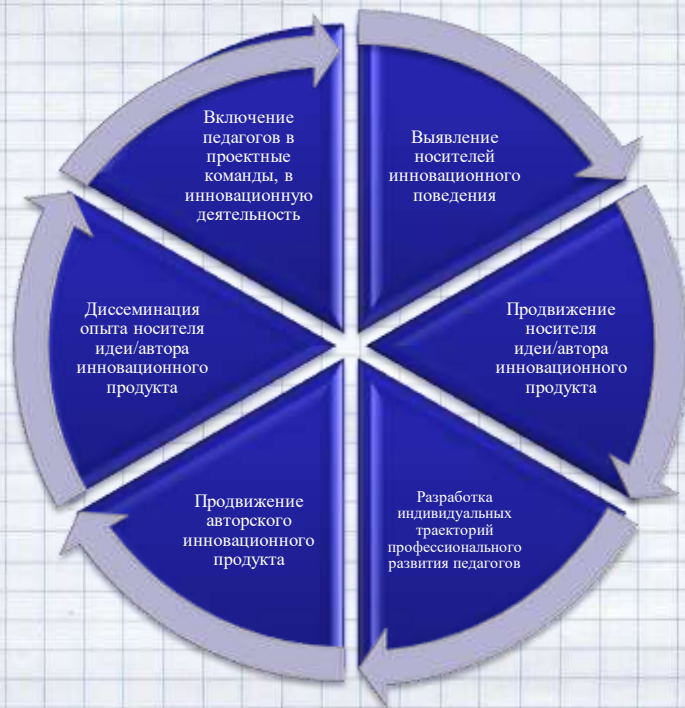 Выявление
носителей
инновационного
поведения
Продвижение
носителя
идеи/автора
инновационного
продукта
Разработка
индивидуальных
траекторий
профессионального
развития педагогов
Продвижение
авторского
инновационного
продукта
Диссеминация
опыта носителя
идеи/автора
инновационного
продукта
Включение
педагогов в
проектные
команды, в
инновационную
деятельность